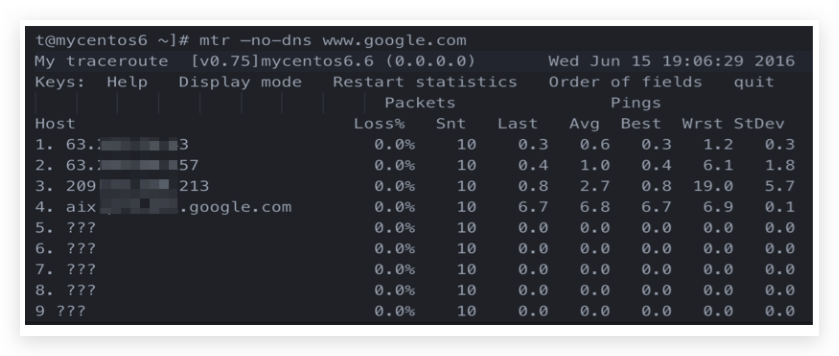 t@mycentos6 ~]# mtr —no-dns www.google.com
My traceroute [v0.75]mycentos6.6 (0.0.0.0) Wed Jun 15 19:06:29 2016
Keys: Help Display mode Restart statistics Order of fields quit
Packets Pings
Host Loss% Snt Last Avg Best Wrst StDev
1. 63. 3 0.0% 10 0.3 0.6 0.3 1.2 0.3
2. 63. 57 0.0% 10 0.4 1.0 0.4 6.1 1.8
3. 209 213 0.0% 10 0.8 2.7 0.8 19.0 5.7
4. aix .google.com 0.0% 10 6.7 6.8 6.7 6.9 0.1
5. ??? 0.0% 10 0.0 0.0 0.0 0.0 0.0
6. ??? 0.0% 10 0.0 0.0 0.0 0.0 0.0
7. ??? 0.0% 10 0.0 0.0 0.0 0.0 0.0
8. ??? 0.0% 10 0.0 0.0 0.0 0.0 0.0
9 ??? 0.0% 10 0.0 0.0 0.0 0.0 0.0